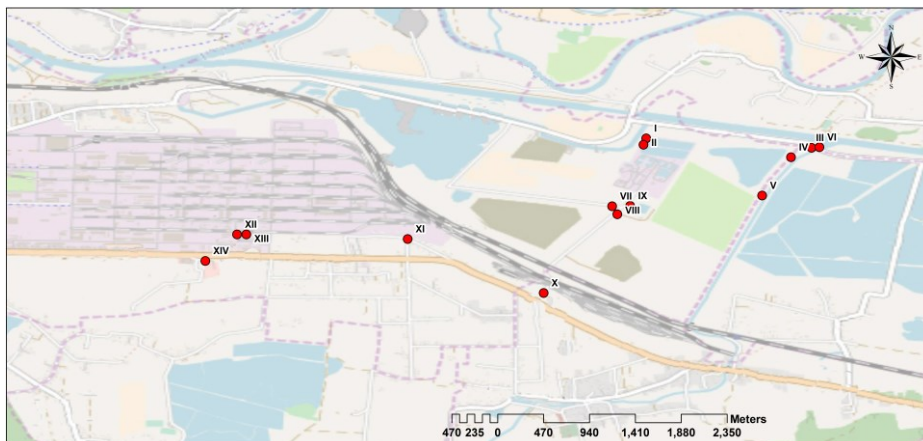 N
W E
S
I
II
III VI
IV
V
VII IX
VIII
XI
XII
XIII
XIV
X
Meters
470 235 0 470 940 1,410 1,880 2,350